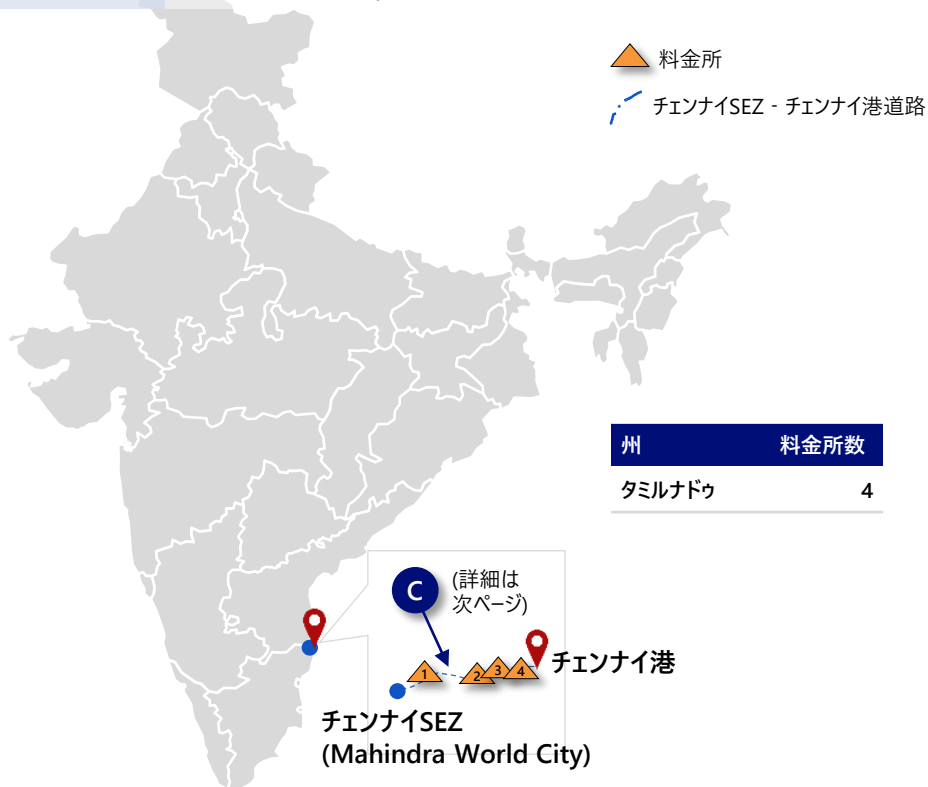 料金所
チェンナイSEZ - チェンナイ港道路
州 料金所数
タミルナドゥ 4
C
(詳細は
次ページ)
1 2 3 4
チェンナイ港
チェンナイSEZ
(Mahindra World City)